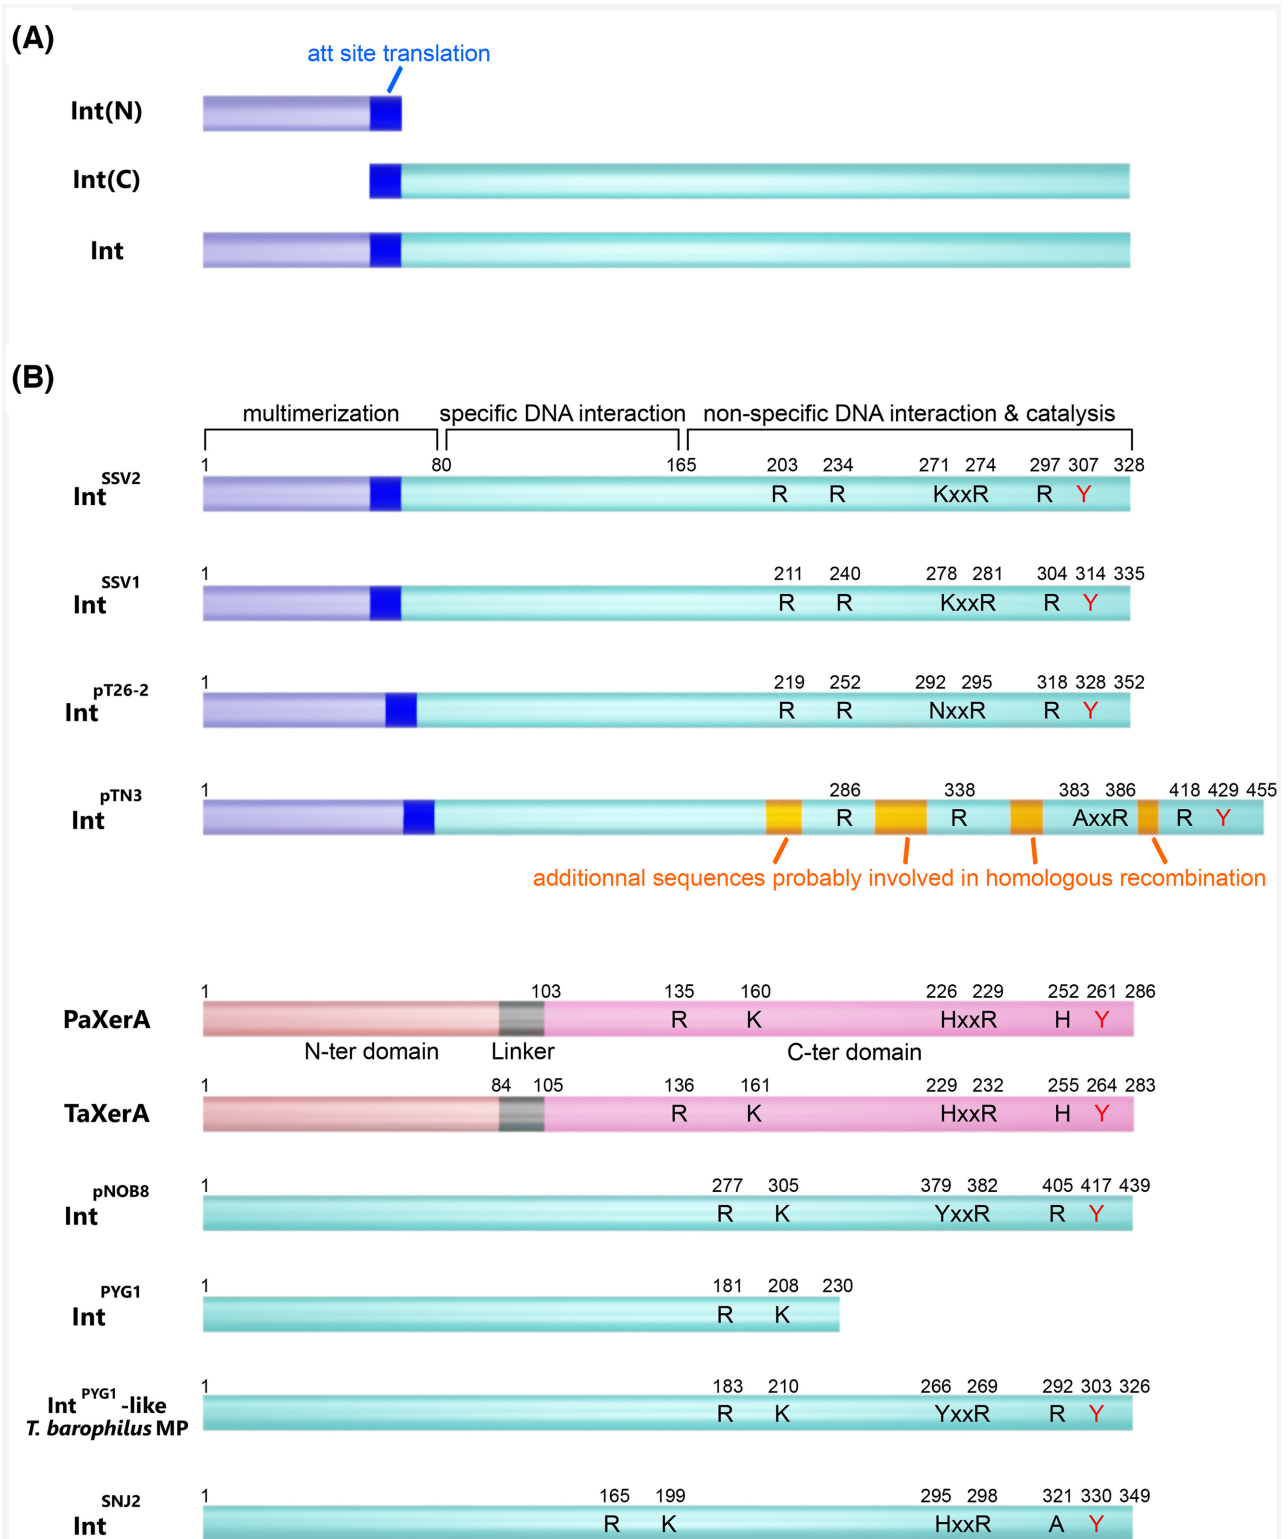 (A)
att site translation
Int(N)
Int(C)
Int
(B)
multimerization specific DNA interaction non-specific DNA interaction & catalysis
1 80 165 203 234 271 274 297 307 328
Int SSV2 R R KxxR R Y
1 211 240 278 281 304 314 335
Int SSV1 R R KxxR R Y
1 219 252 292 295 318 328 352
Int pT26-2 R R NxxR R Y
1 286 338 383 386 418 429 455
Int pTN3 R R AxxR R Y
additionnal sequences probably involved in homologous recombination
1 103 135 160 226 229 252 261 286
PaXerA R K HxxR H Y
N-ter domain Linker C-ter domain
1 84 105 136 161 229 232 255 264 283
TaXerA R K HxxR H Y
1 277 305 379 382 405 417 439
Int pNOB8 R K YxxR R Y
1 181 208 230
Int PYG1 R K
1 183 210 266 269 292 303 326
Int PYG1 -like R K YxxR R Y
T. barophilus MP
1 165 199 295 298 321 330 349
Int SNJ2 R K HxxR A Y